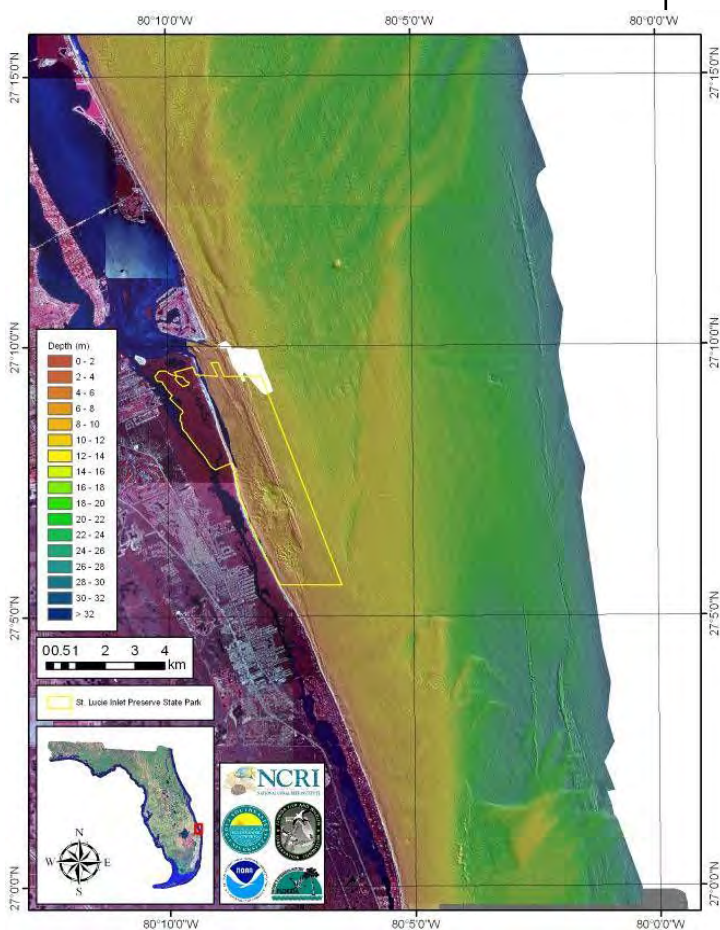 80°10'0"W 80°5'0"W 80°0'0"W
27°15'0"N 27°15'0"N
27°10'0"N 27°10'0"N
Depth (m)
0 - 2
2 - 4
4 - 6
6 - 8
8 - 10
10 - 12
12 - 14
14 - 16
16 - 18
18 - 20
20 - 22
22 - 24
24 - 26
26 - 28
28 - 30
30 - 32
> 32
27°5'0"N 27°5'0"N
00.51 2 3 4
km
St. Lucie Inlet Preserve State Park
NCRI
NATIONAL CORAL REEF INSTITUTE
N
W E
S
NOAA
27°0'0"N 27°0'0"N
80°10'0"W 80°5'0"W 80°0'0"W